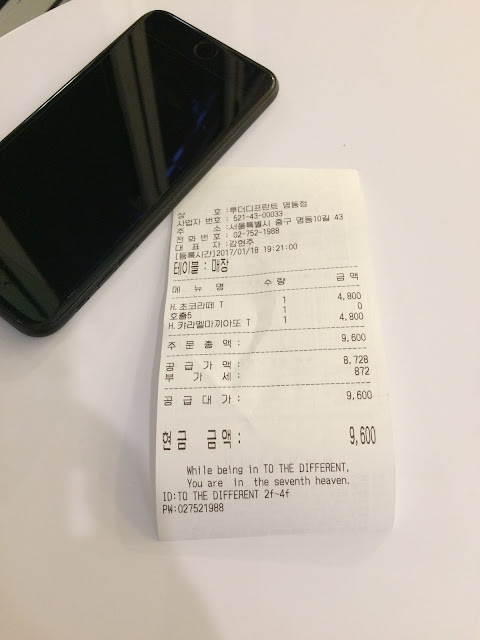 상 호 :투더디프런트 명동점
사업자 번호 : 521-43-00033
주 소 :서울특별시 중구 명동10길 43
전 화 번 호 : 02-752-1988
대 표 자 :김현주
[등록시간]2017/01/18 19:21:00
테이블 : 매장
메 뉴 명 수 량 금 액
H.초코라떼 T 1 4,800
호출5 1 0
H.카라멜마끼아또 T 1 4,800
주 문 총 액 : 9,600
공 급 가 액 : 8,728
부 가 세 : 872
공 급 대 가 : 9,600
현금 금액 : 9,600
While being in TO THE DIFFERENT,
You are in the seventh heaven.
ID:TO THE DIFFERENT 2f~4f
PW:027521988